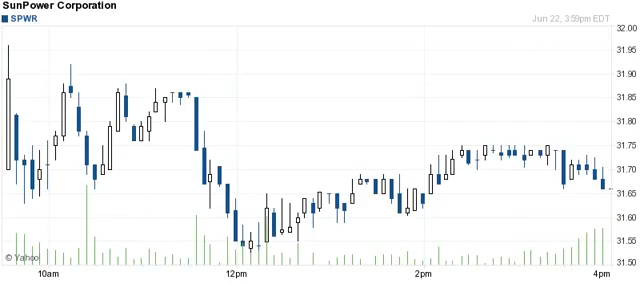 SunPower Corporation
SPWR Jun 22, 3:59pm EDT
32.00
31.95
31.90
31.85
31.80
31.75
31.70
31.65
31.60
31.55
31.50
© Yahoo
10am 12pm 2pm 4pm